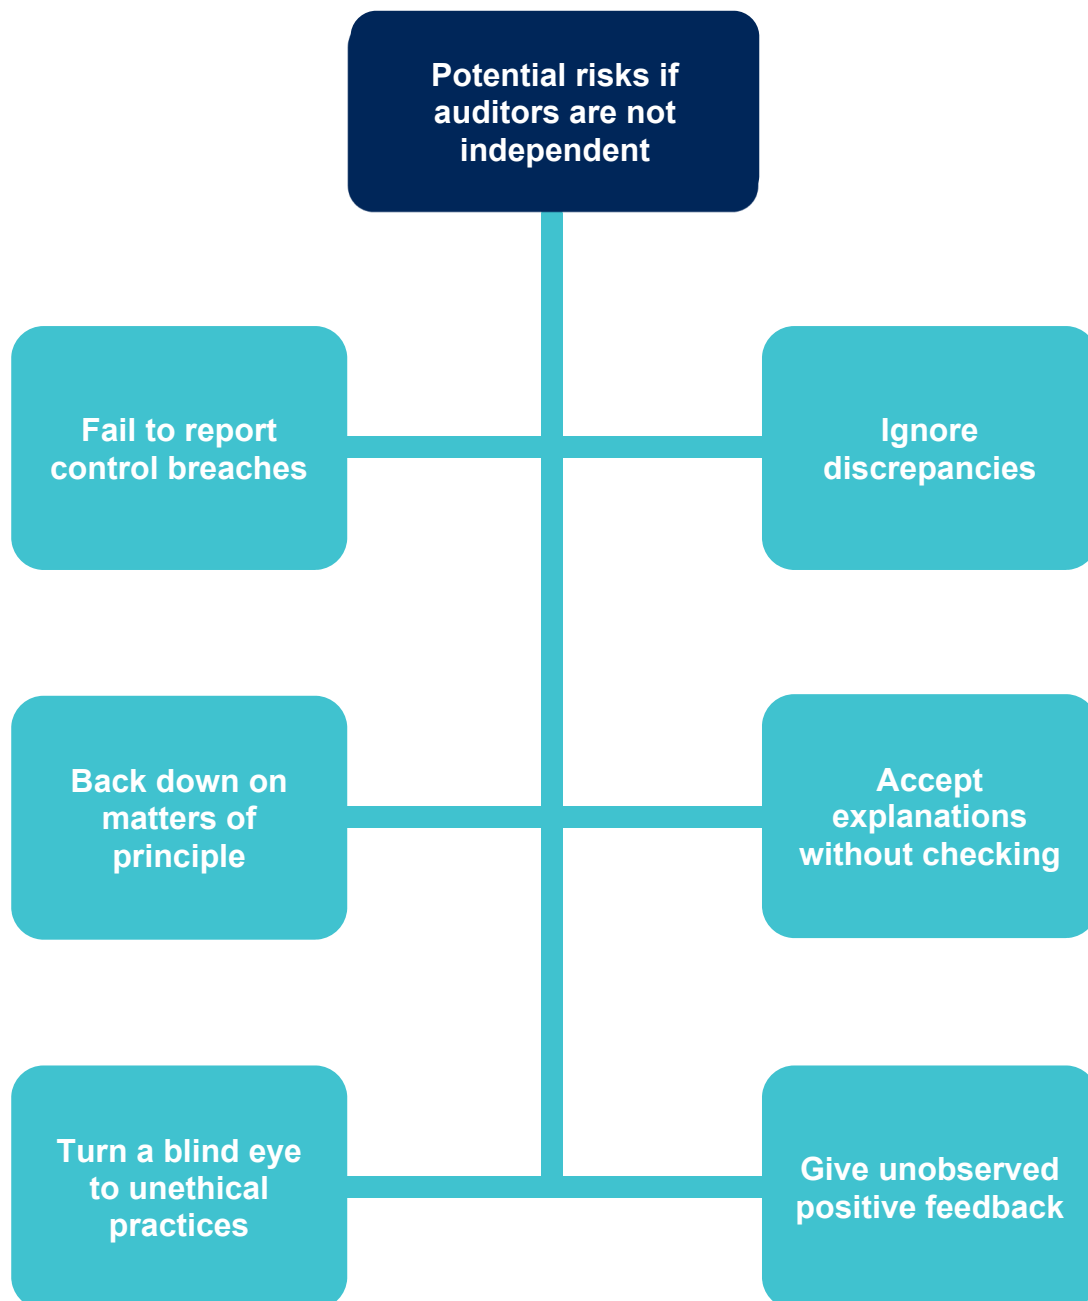 Potential risks if
auditors are not
independent
Fail to report
control breaches
Ignore
discrepancies
Back down on
matters of
principle
Accept
explanations
without checking
Turn a blind eye
to unethical
practices
Give unobserved
positive feedback